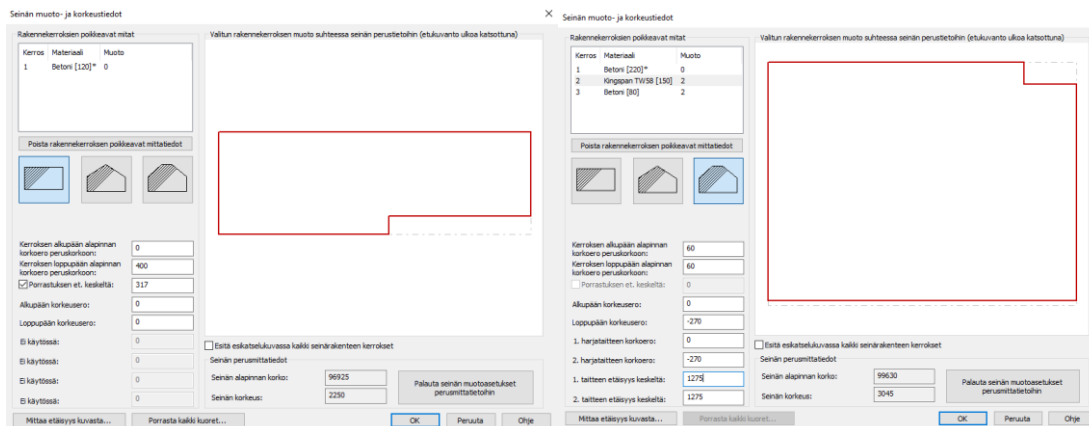 Seinän muoto- ja korkeustiedot
Rakennekerroksien poikkeavat mitat
Kerros Materiaali Muoto
1 Betoni [120]* 0
Poista rakennekerroksien poikkeavat mittatiedot
Kerroksen alkupään alapinnan
korkoero peruskorkoon:
0
Kerroksen loppupään alapinnan
korkoero peruskorkoon:
400
Porrastuksen et. keskeltä:
317
Alkupään korkeusero:
0
Loppupään korkeusero:
0
Ei käytössä:
0
Ei käytössä:
0
Ei käytössä:
0
Ei käytössä:
0
Valitun rakennekerroksen muoto suhteessa seinän perustietoihin (etukuvanto ulkoa katsottuna)
Esitä esikatselukuvassa kaikki seinärakenteen kerrokset
Seinän perusmittatiedot
Seinän alapinnan korko:
96925
Seinän korkeus:
2250
Palauta seinän muotoasetukset
perusmittatietoihin
Mittaa etäisyys kuvasta...
Porrasta kaikki kuoret...
OK
Peruuta
Ohje
Seinän muoto- ja korkeustiedot
Rakennekerroksien poikkeavat mitat
Kerros Materiaali Muoto
1 Betoni [220]* 0
2 Kingspan TW58 [150] 2
3 Betoni [80] 2
Poista rakennekerroksien poikkeavat mittatiedot
Kerroksen alkupään alapinnan
korkoero peruskorkoon:
60
Kerroksen loppupään alapinnan
korkoero peruskorkoon:
60
Porrastuksen et. keskeltä:
0
Alkupään korkeusero:
0
Loppupään korkeusero:
-270
1. harjataitteen korkoero:
0
2. harjataitteen korkoero:
-270
1. taitteen etäisyys keskeltä:
1275
2. taitteen etäisyys keskeltä:
1275
Valitun rakennekerroksen muoto suhteessa seinän perustietoihin (etukuvanto ulkoa katsottuna)
Esitä esikatselukuvassa kaikki seinärakenteen kerrokset
Seinän perusmittatiedot
Seinän alapinnan korko:
99630
Seinän korkeus:
3045
Palauta seinän muotoasetukset
perusmittatietoihin
Mittaa etäisyys kuvasta...
Porrasta kaikki kuoret...
OK
Peruuta
Ohje